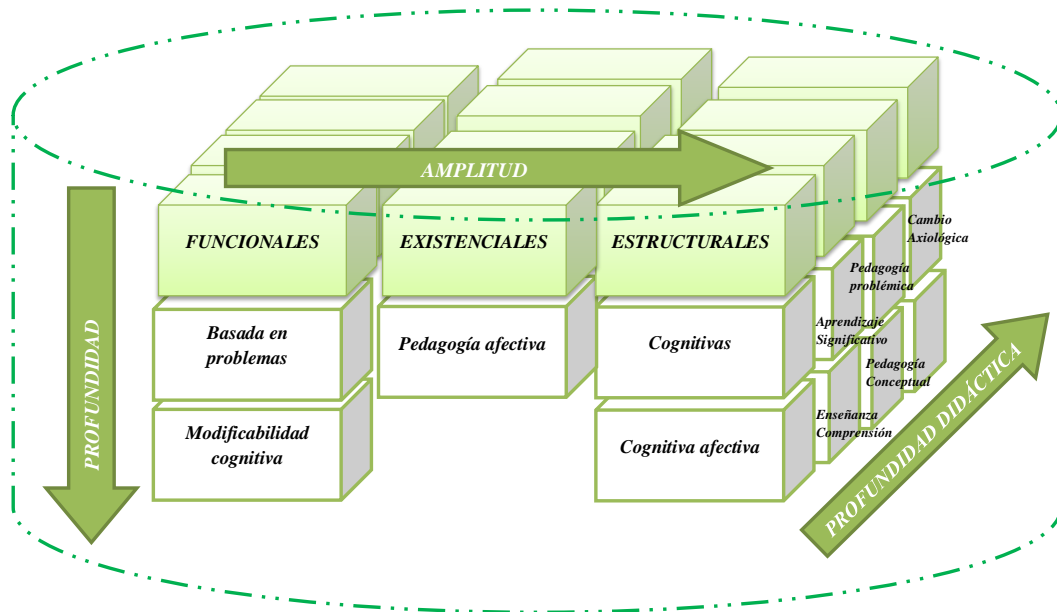 AMPLITUD
PROFUNDIDAD
FUNCIONALES
EXISTENCIALES
ESTRUCTURALES
Basada en
problemas
Pedagogía afectiva
Cognitivas
Modificabilidad
cognitiva
Cognitiva afectiva
Cambio
Axiológica
Pedagogía
problémica
Aprendizaje
Significativo
Pedagogía
Conceptual
Enseñanza
Comprensión
PROFUNDIDAD DIDÁCTICA